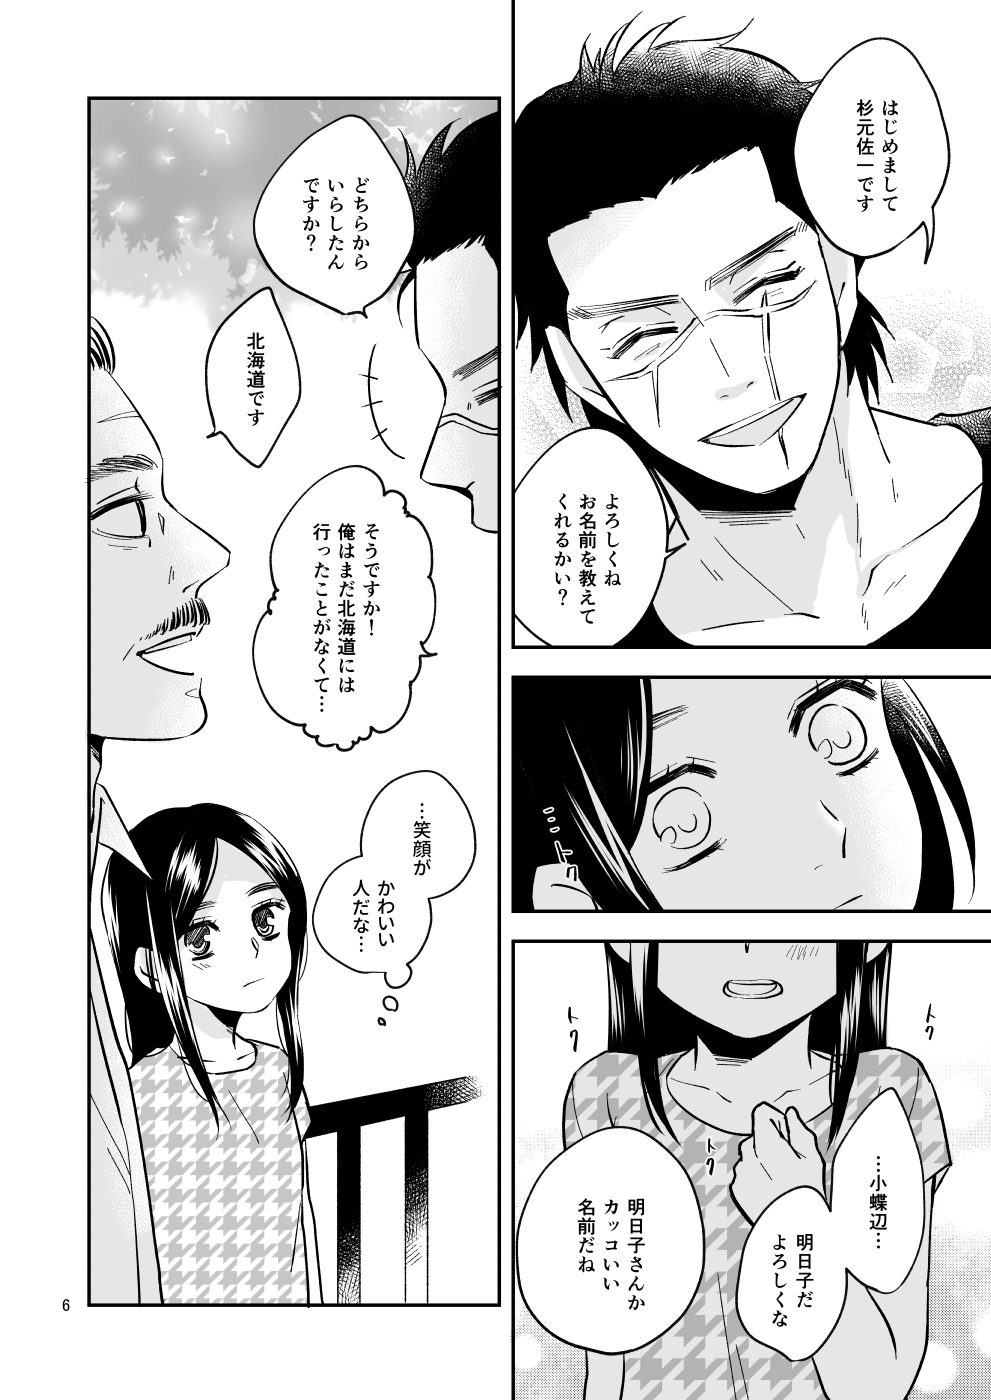 はじめまして
杉元佐一です
よろしくね
お名前を教えて
くれるかい？
…トク
トク
トク
トク
…小蝶辺…
明日子だ
よろしくな
明日子さんか
カッコいい
名前だね
どちらから
いらしたん
ですか？
北海道です
そうですか！
俺はまだ北海道には
行ったことがなくて…
…笑顔が
かわいい
人だな…
6